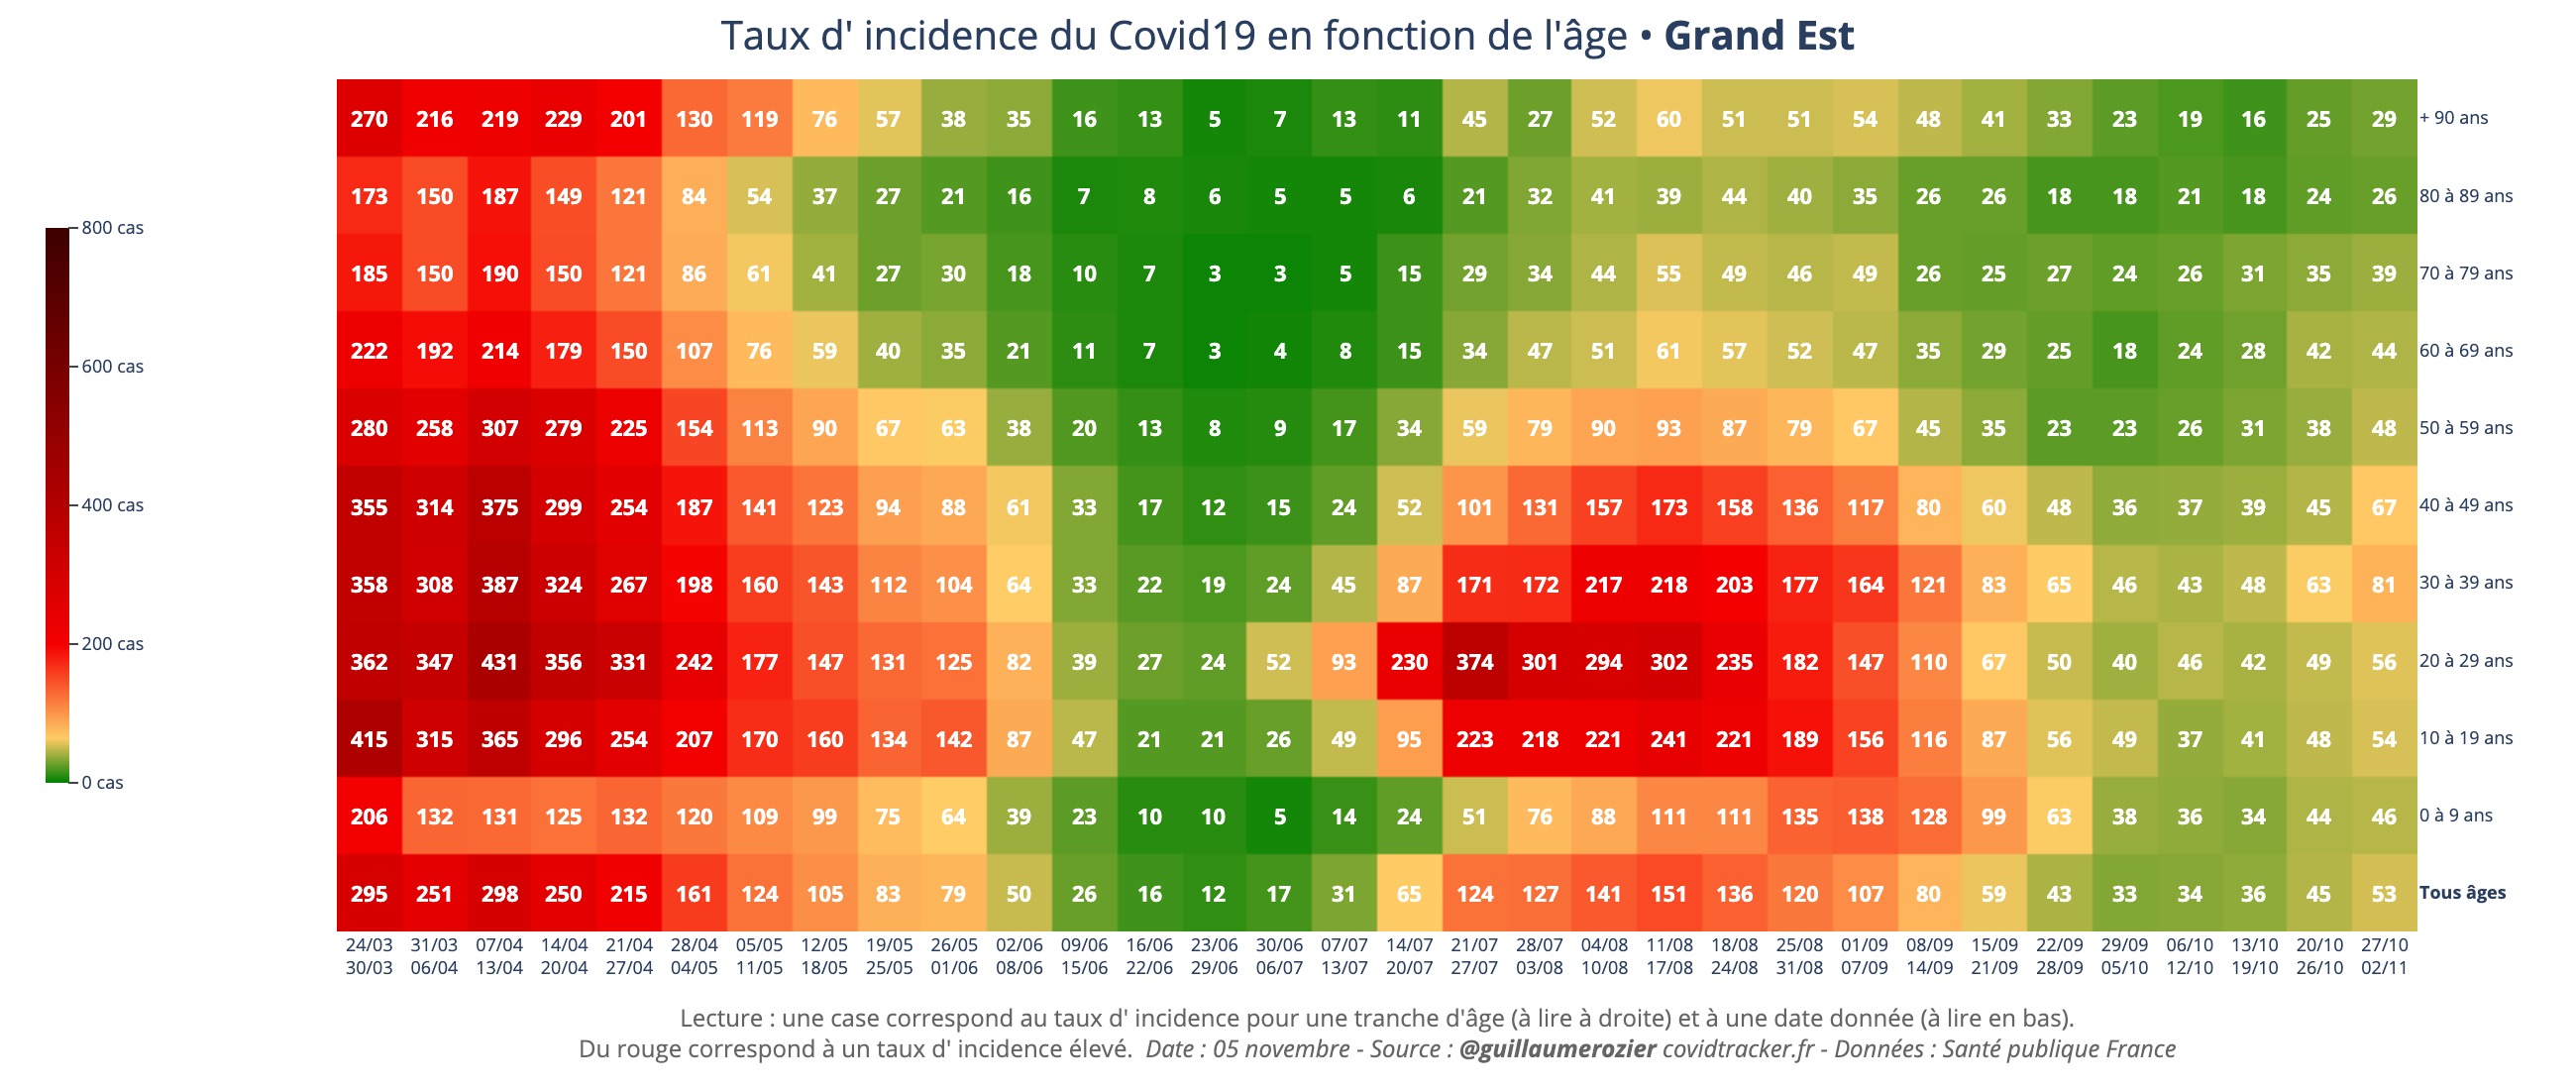 Taux d' incidence du Covid19 en fonction de l'âge • Grand Est
800 cas
600 cas
400 cas
200 cas
0 cas
270 216 219 229 201 130 119 76 57 38 35 16 13 5 7 13 11 45 27 52 60 51 51 54 48 41 33 23 19 16 25 29 + 90 ans
173 150 187 149 121 84 54 37 27 21 16 7 8 6 5 5 6 21 32 41 39 44 40 35 26 26 18 18 21 18 24 26 80 à 89 ans
185 150 190 150 121 86 61 41 27 30 18 10 7 3 3 5 15 29 34 44 55 49 46 49 26 25 27 24 26 31 35 39 70 à 79 ans
222 192 214 179 150 107 76 59 40 35 21 11 7 3 4 8 15 34 47 51 61 57 52 47 35 29 25 18 24 28 42 44 60 à 69 ans
280 258 307 279 225 154 113 90 67 63 38 20 13 8 9 17 34 59 79 90 93 87 79 67 45 35 23 23 26 31 38 48 50 à 59 ans
355 314 375 299 254 187 141 123 94 88 61 33 17 12 15 24 52 101 131 157 173 158 136 117 80 60 48 36 37 39 45 67 40 à 49 ans
358 308 387 324 267 198 160 143 112 104 64 33 22 19 24 45 87 171 172 217 218 203 177 164 121 83 65 46 43 48 63 81 30 à 39 ans
362 347 431 356 331 242 177 147 131 125 82 39 27 24 52 93 230 374 301 294 302 235 182 147 110 67 50 40 46 42 49 56 20 à 29 ans
415 315 365 296 254 207 170 160 134 142 87 47 21 21 26 49 95 223 218 221 241 221 189 156 116 87 56 49 37 41 48 54 10 à 19 ans
206 132 131 125 132 120 109 99 75 64 39 23 10 10 5 14 24 51 76 88 111 111 135 138 128 99 63 38 36 34 44 46 0 à 9 ans
295 251 298 250 215 161 124 105 83 79 50 26 16 12 17 31 65 124 127 141 151 136 120 107 80 59 43 33 34 36 45 53 Tous âges
24/03 31/03 07/04 14/04 21/04 28/04 05/05 12/05 19/05 26/05 02/06 09/06 16/06 23/06 30/06 07/07 14/07 21/07 28/07 04/08 11/08 18/08 25/08 01/09 08/09 15/09 22/09 29/09 06/10 13/10 20/10 27/10
30/03 06/04 13/04 20/04 27/04 04/05 11/05 18/05 25/05 01/06 08/06 15/06 22/06 29/06 06/07 13/07 20/07 27/07 03/08 10/08 17/08 24/08 31/08 07/09 14/09 21/09 28/09 05/10 12/10 19/10 26/10 02/11
Lecture : une case correspond au taux d' incidence pour une tranche d'âge (à lire à droite) et à une date donnée (à lire en bas).
Du rouge correspond à un taux d' incidence élevé. Date : 05 novembre - Source : @guillaumerozier covidtracker.fr - Données : Santé publique France